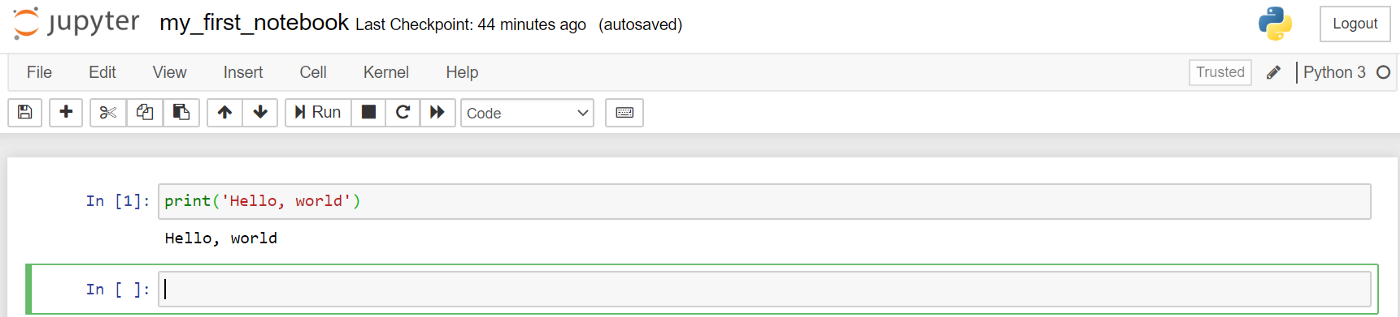 jupyter my_first_notebook Last Checkpoint: 44 minutes ago (autosaved) Logout
File Edit View Insert Cell Kernel Help Trusted Python 3
Run Code
In [1]: print('Hello, world')
Hello, world
In [ ]: